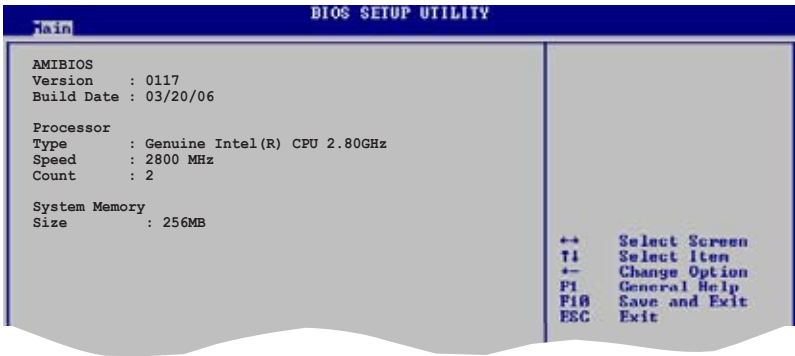 BIOS SETUP UTILITY
Main
AMIBIOS
Version : 0117
Build Date : 03/20/06
Processor
Type : Genuine Intel(R) CPU 2.80GHz
Speed : 2800 MHz
Count : 2
System Memory
Size : 256MB
←→ Select Screen
↑↓ Select Item
+- Change Option
F1 General Help
F10 Save and Exit
ESC Exit